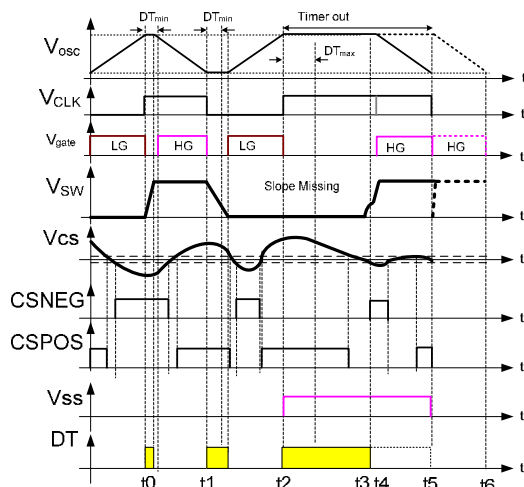 DTmin DTmin Timer out
Vosc DTmax t
VCLK t
Vgate LG HG LG HG HG t
VSW Slope Missing t
Vcs t
CSNEG t
CSPOS t
Vss t
DT t
t0 t1 t2 t3 t4 t5 t6